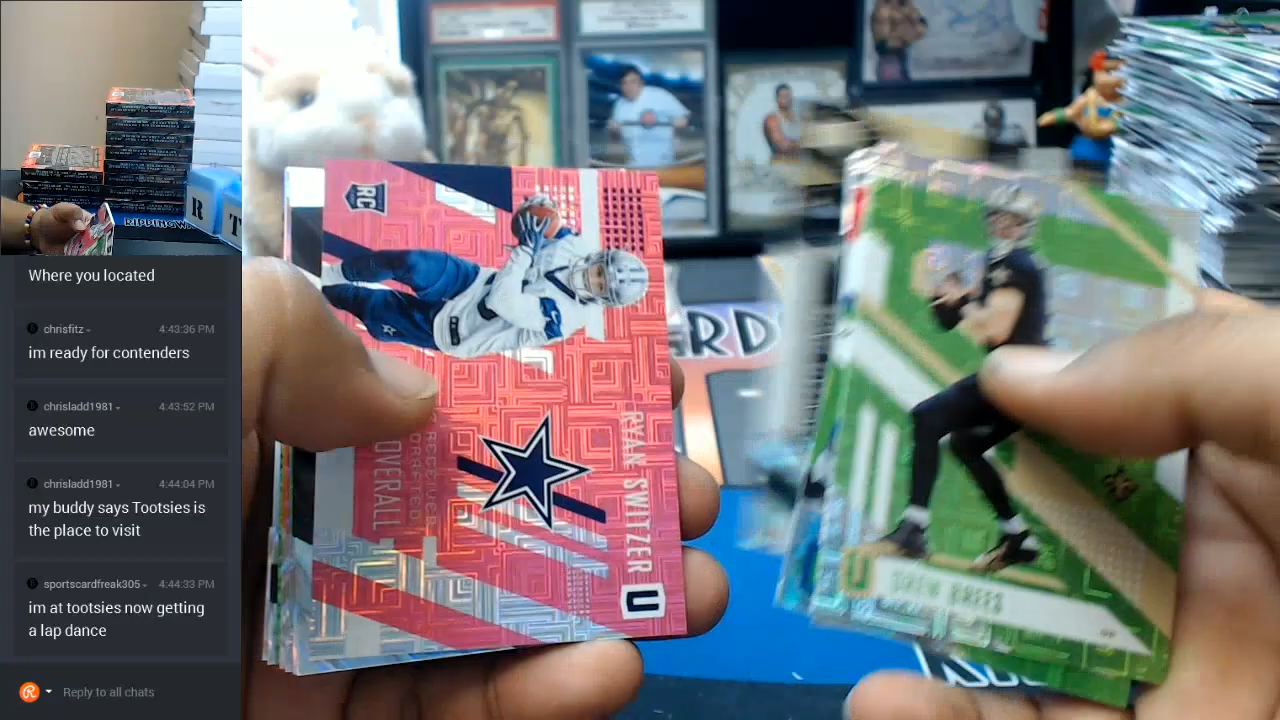 Where you located
chrisfitz
4:43:36 PM
im ready for contenders
chrisladd1981
4:43:52 PM
awesome
chrisladd1981
4:44:04 PM
my buddy says Tootsies is
the place to visit
sportscardfreak305
4:44:33 PM
im at tootsies now getting
a lap dance
Reply to all chats
RIPPINGW
R
T
RC
RYAN SWITZER
U
RECEIVER
DRAFTED
OVERALL
DREW BREES
U
RD